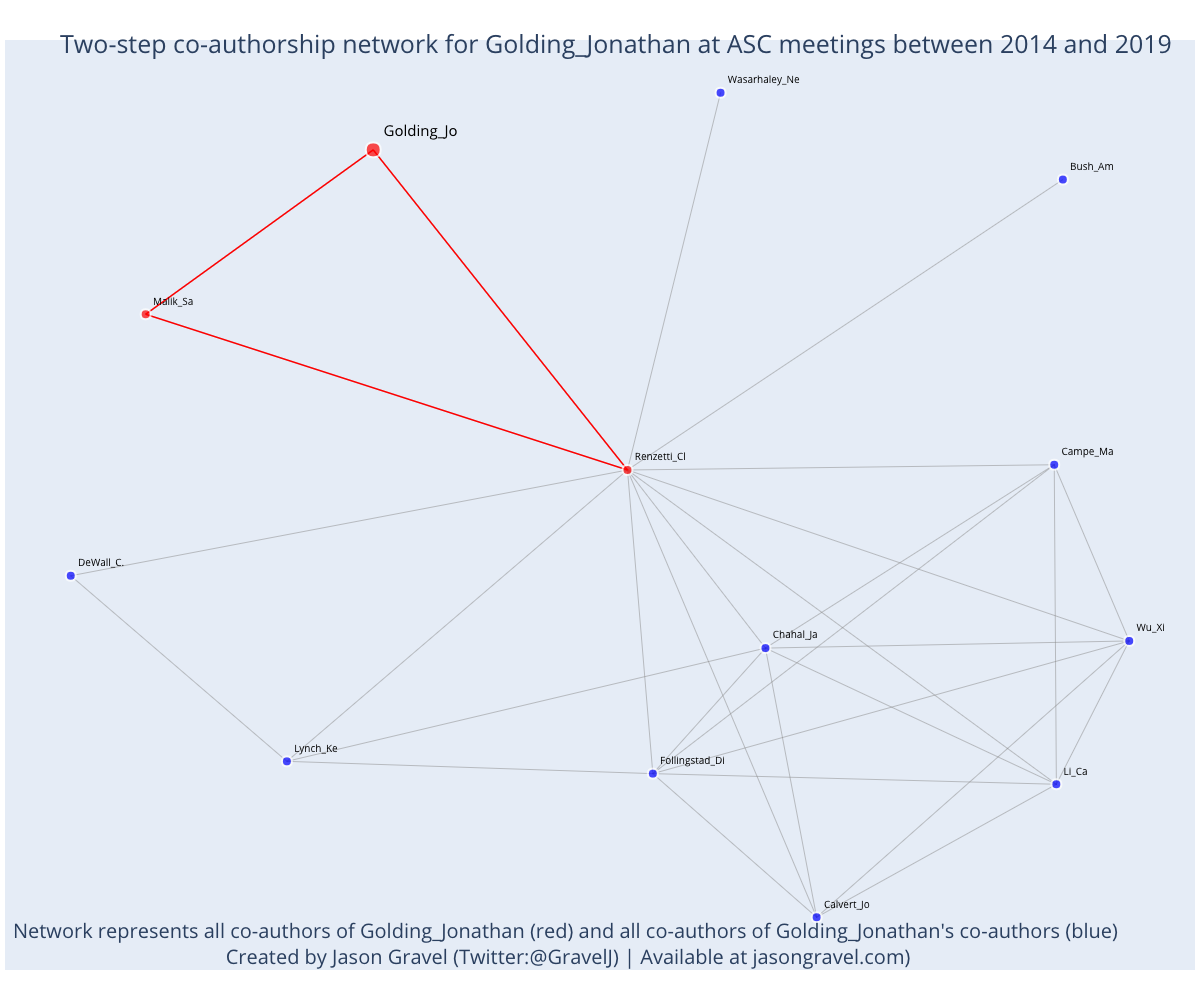 Two-step co-authorship network for Golding_Jonathan at ASC meetings between 2014 and 2019
Wasarhaley_Ne
Golding_Jo
Bush_Am
Malik_Sa
Renzetti_Cl
Campe_Ma
DeWall_C.
Chahal_Ja
Wu_Xi
Lynch_Ke
Follingstad_Di
Li_Ca
Calvert_Jo
Network represents all co-authors of Golding_Jonathan (red) and all co-authors of Golding_Jonathan's co-authors (blue)
Created by Jason Gravel (Twitter:@GravelJ) | Available at jasongravel.com)